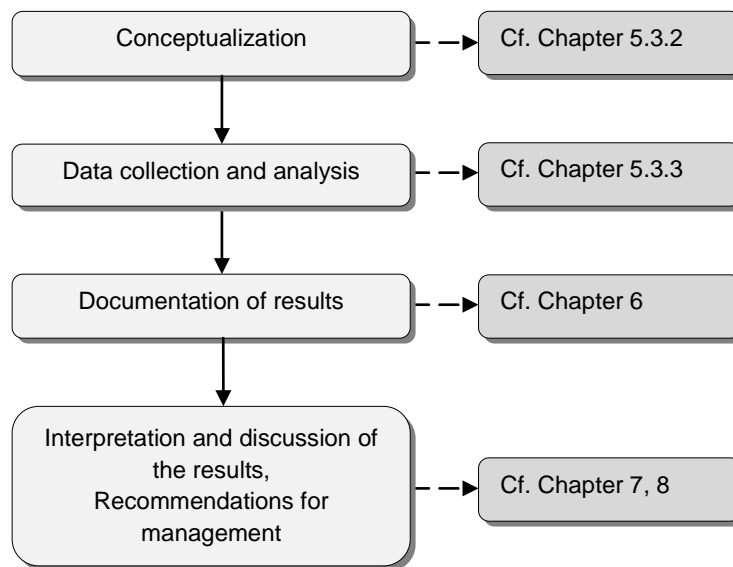 Conceptualization
Cf. Chapter 5.3.2
Data collection and analysis
Cf. Chapter 5.3.3
Documentation of results
Cf. Chapter 6
Interpretation and discussion of
the results,
Recommendations for
management
Cf. Chapter 7, 8